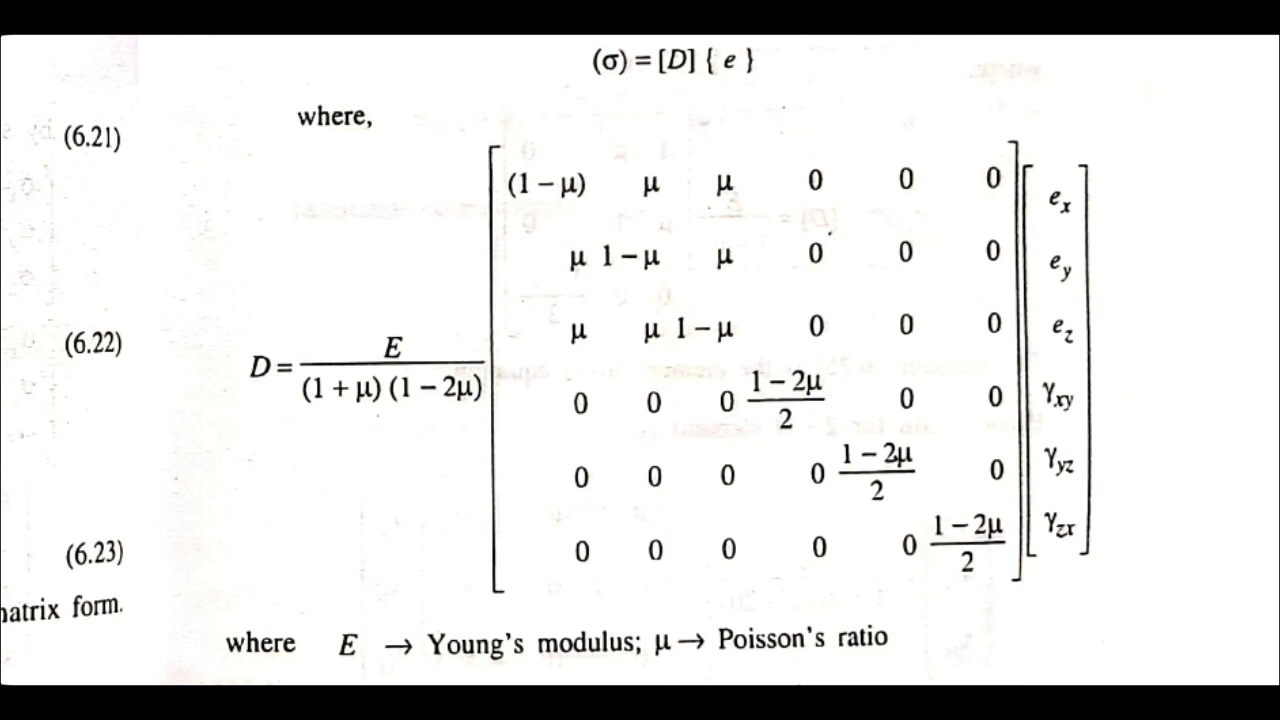 (σ) = [D] { e }
where,
(6.21)
(1 − μ) μ μ 0 0 0 e_x
μ 1 − μ μ 0 0 0 e_y
μ μ 1 − μ 0 0 0 e_z
(6.22)
D = E / (1 + μ) (1 − 2μ)
0 0 0 1 − 2μ / 2 0 0 γ_xy
0 0 0 0 1 − 2μ / 2 0 γ_yz
0 0 0 0 0 1 − 2μ / 2 γ_zx
(6.23)
matrix form.
where E → Young's modulus; μ → Poisson's ratio